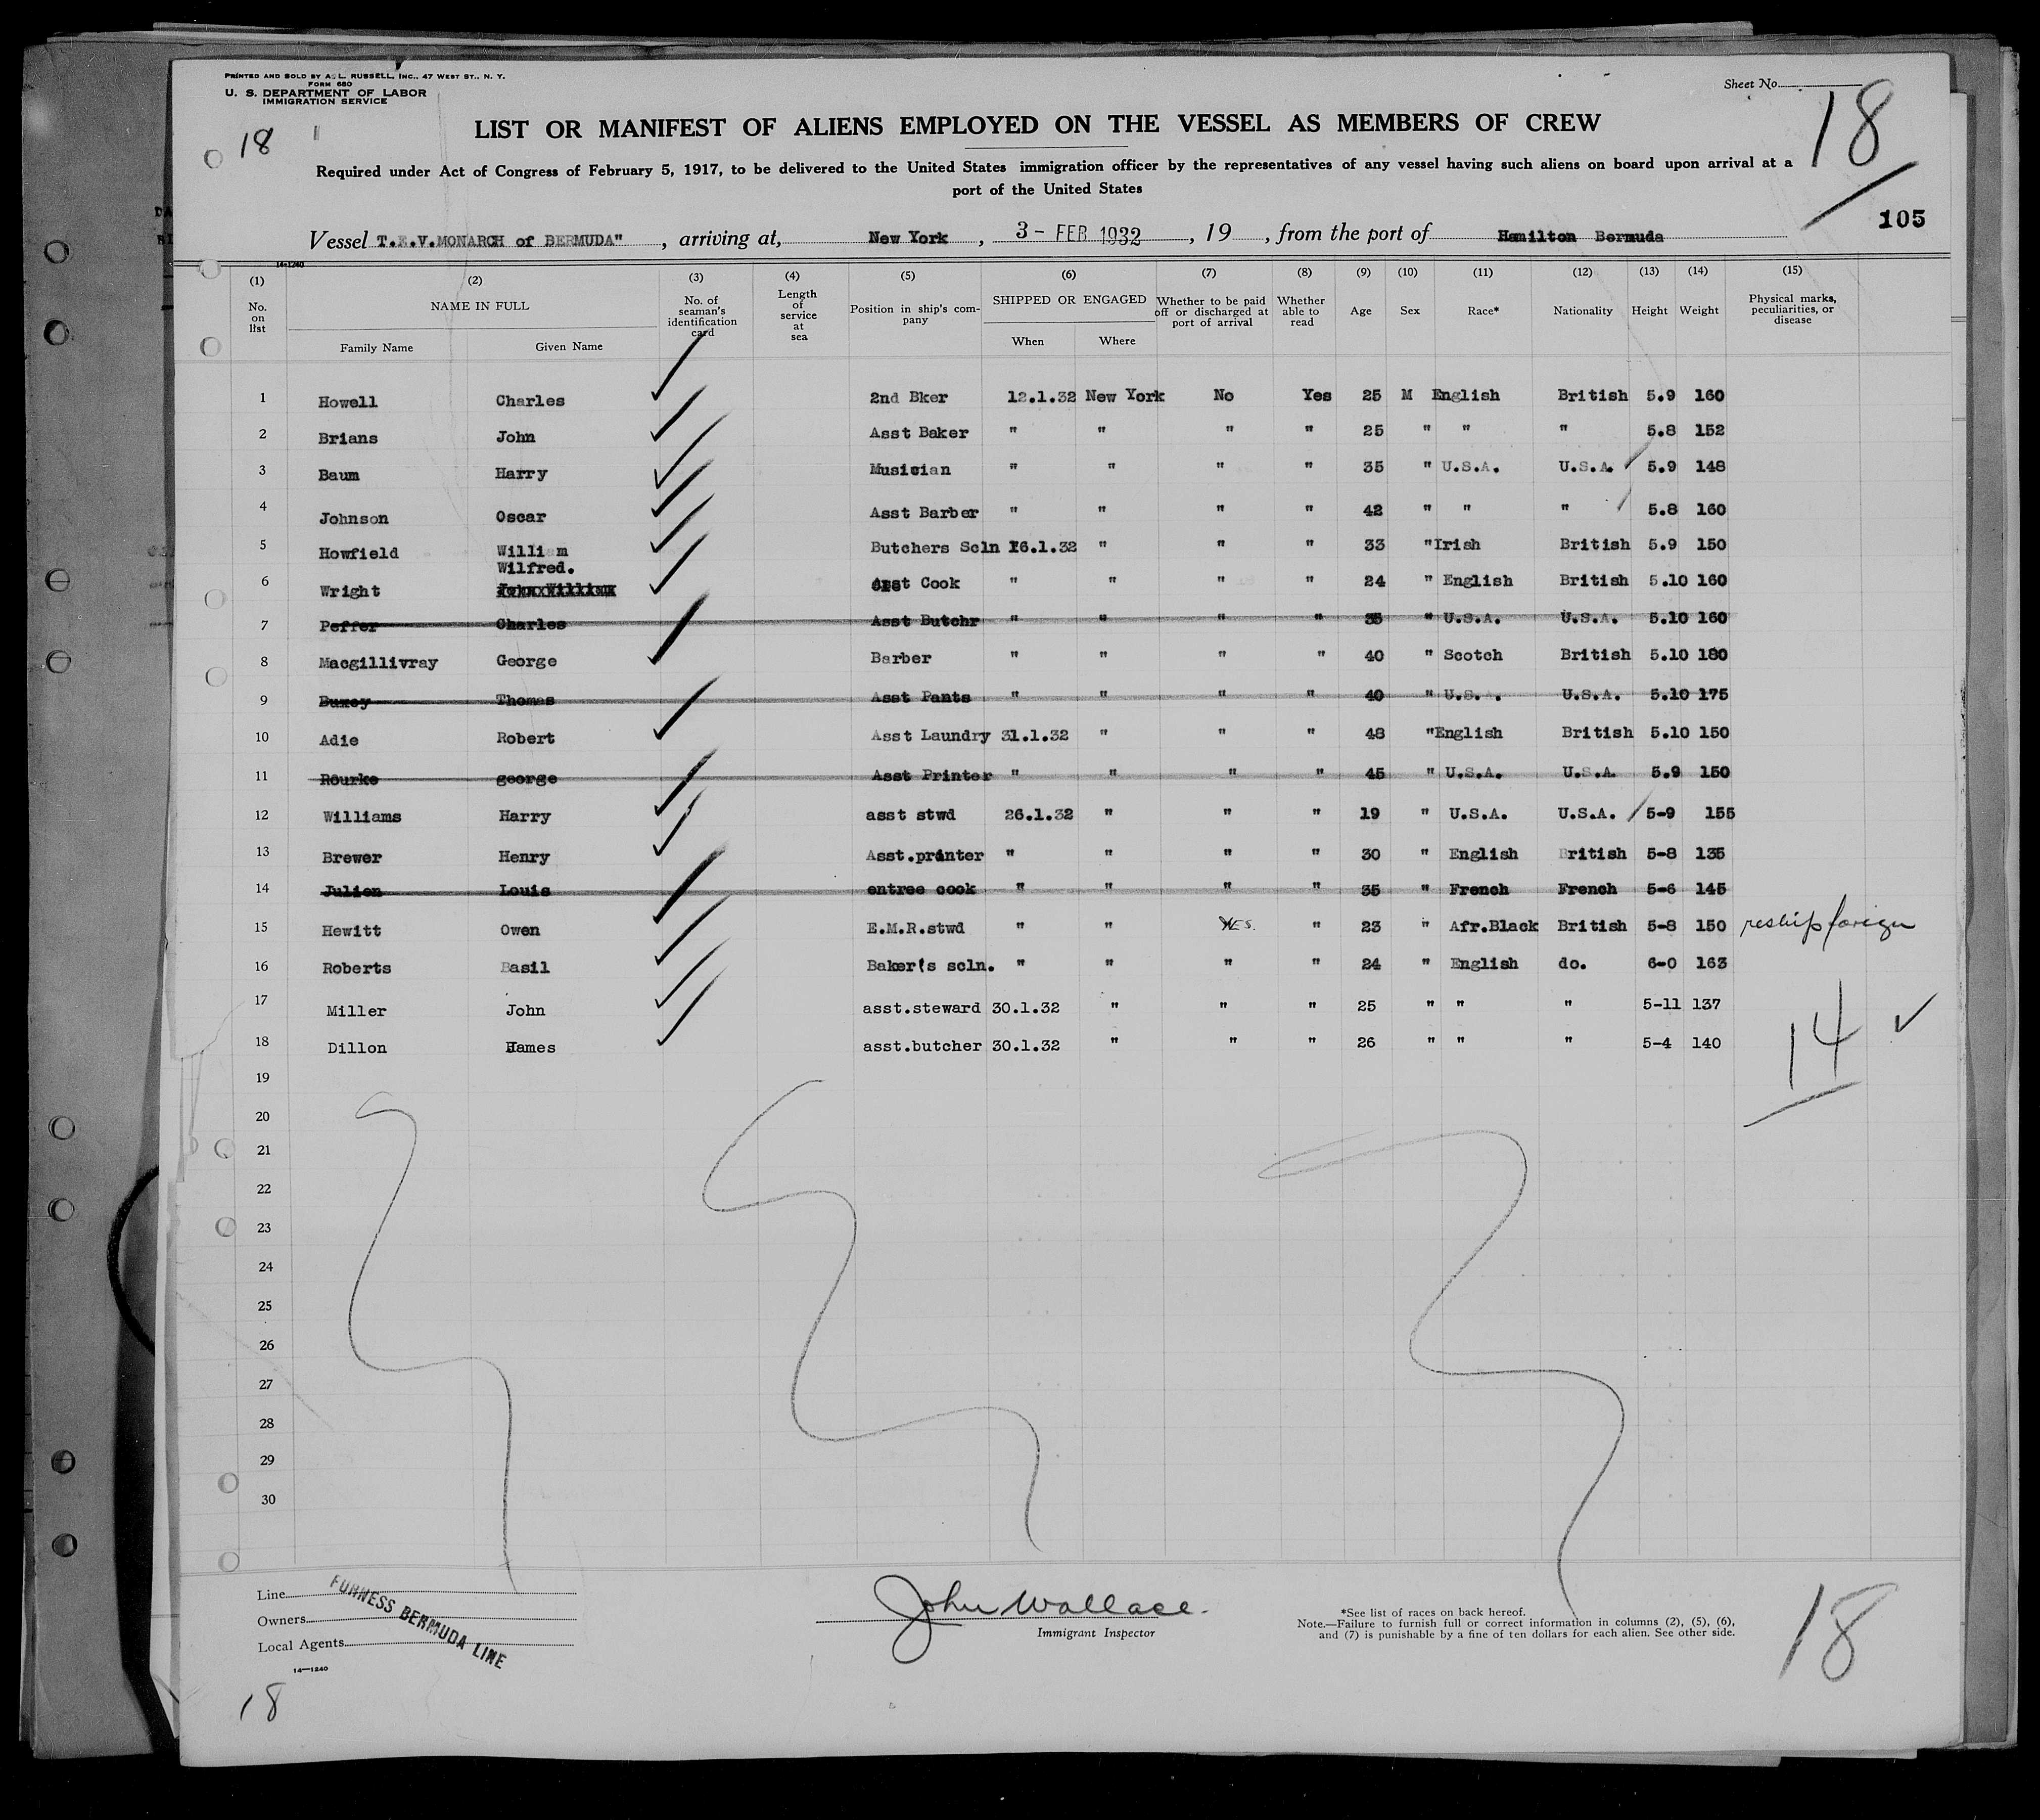 PRINTED AND SOLD BY A. L. RUSSELL, INC., 47 WEST ST., N. Y.
FORM 680
U. S. DEPARTMENT OF LABOR
IMMIGRATION SERVICE
Sheet No.
18
18
LIST OR MANIFEST OF ALIENS EMPLOYED ON THE VESSEL AS MEMBERS OF CREW
Required under Act of Congress of February 5, 1917, to be delivered to the United States immigration officer by the representatives of any vessel having such aliens on board upon arrival at a
port of the United States
105
Vessel T.E.V.MONARCH of BERMUDA" , arriving at, New York , 3 - FEB 1932 , 19 , from the port of Hamilton Bermuda
14-1240
(1) (2) (3) (4) (5) (6) (7) (8) (9) (10) (11) (12) (13) (14) (15)
No. on list NAME IN FULL Family Name Given Name No. of seaman's identification card Length of service at sea Position in ship's company SHIPPED OR ENGAGED When Where Whether to be paid off or discharged at port of arrival Whether able to read Age Sex Race* Nationality Height Weight Physical marks, peculiarities, or disease
1 Howell Charles 2nd Bker 12.1.32 New York No Yes 25 M English British 5.9 160
2 Brians John Asst Baker " " " " 25 " " " 5.8 152
3 Baum Harry Musician " " " " 35 " U.S.A. U.S.A. 5.9 148
4 Johnson Oscar Asst Barber " " " " 42 " " " 5.8 160
5 Howfield William Butchers Scln 16.1.32 " " " 33 " Irish British 5.9 150
Wilfred.
6 Wright Asst Cook " " " " 24 " English British 5.10 160
7 Peffer Charles Asst Butchr " " " " 35 " U.S.A. U.S.A. 5.10 160
8 Macgillivray George Barber " " " " 40 " Scotch British 5.10 180
9 Thomas Asst Pants " " " " 40 " U.S. . U.S.A. 5.10 175
10 Adie Robert Asst Laundry 31.1.32 " " " 48 " English British 5.10 150
11 Rourke george Asst Printer " " " " 45 " U.S.A. U.S.A. 5.9 150
12 Williams Harry asst stwd 26.1.32 " " " 19 " U.S.A. U.S.A. 5-9 155
13 Brewer Henry Asst.printer " " " " 30 " English British 5-8 135
14 Julien Louis entree cook " " " " 35 " French French 5-6 145
15 Hewitt Owen E.M.R.stwd " " YES. " 23 " Afr.Black British 5-8 150 reship foreign
16 Roberts Basil Baker's scln. " " " " 24 " English do. 6-0 163
17 Miller John asst.steward 30.1.32 " " " 25 " " " 5-11 137
18 Dillon James asst.butcher 30.1.32 " " " 26 " " " 5-4 140
14
19
20
21
22
23
24
25
26
27
28
29
30
Line
Owners
Local Agents
FURNESS BERMUDA LINE
14—1240
John Wallace.
Immigrant Inspector
*See list of races on back hereof.
Note.—Failure to furnish full or correct information in columns (2), (5), (6),
and (7) is punishable by a fine of ten dollars for each alien. See other side.
18
18